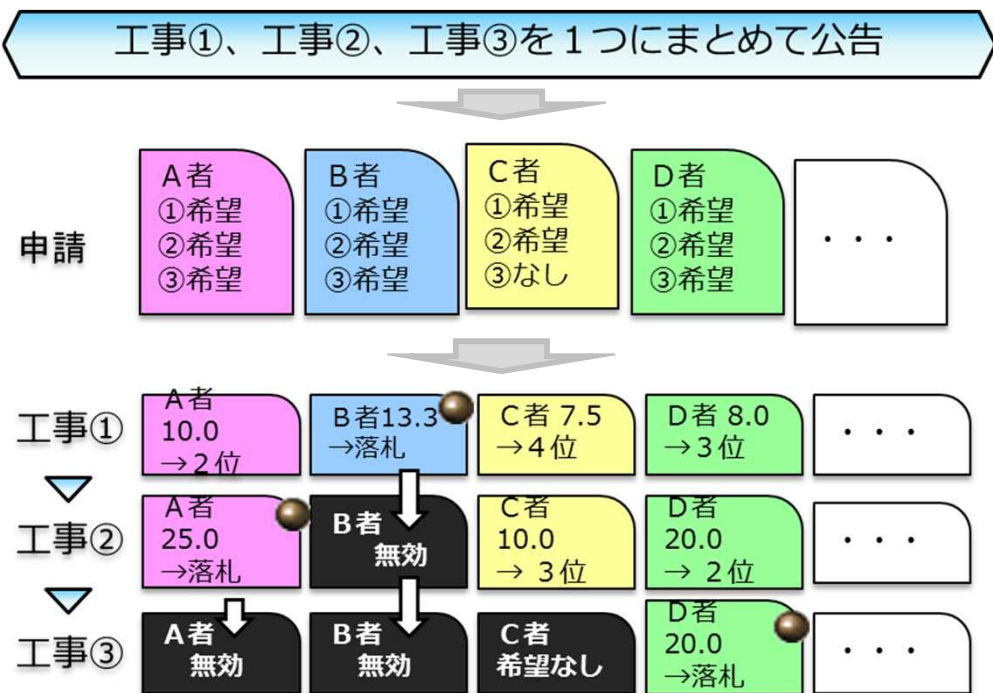 工事①、工事②、工事③を１つにまとめて公告
申請
Ａ者
①希望
②希望
③希望
Ｂ者
①希望
②希望
③希望
Ｃ者
①希望
②希望
③なし
Ｄ者
①希望
②希望
③希望
・・・
工事①
Ａ者
10.0
→２位
Ｂ者13.3
→落札
Ｃ者 7.5
→４位
Ｄ者 8.0
→３位
・・・
工事②
Ａ者
25.0
→落札
Ｂ者
無効
Ｃ者
10.0
→ ３位
Ｄ者
20.0
→ ２位
・・・
工事③
Ａ者
無効
Ｂ者
無効
Ｃ者
希望なし
Ｄ者
20.0
→落札
・・・